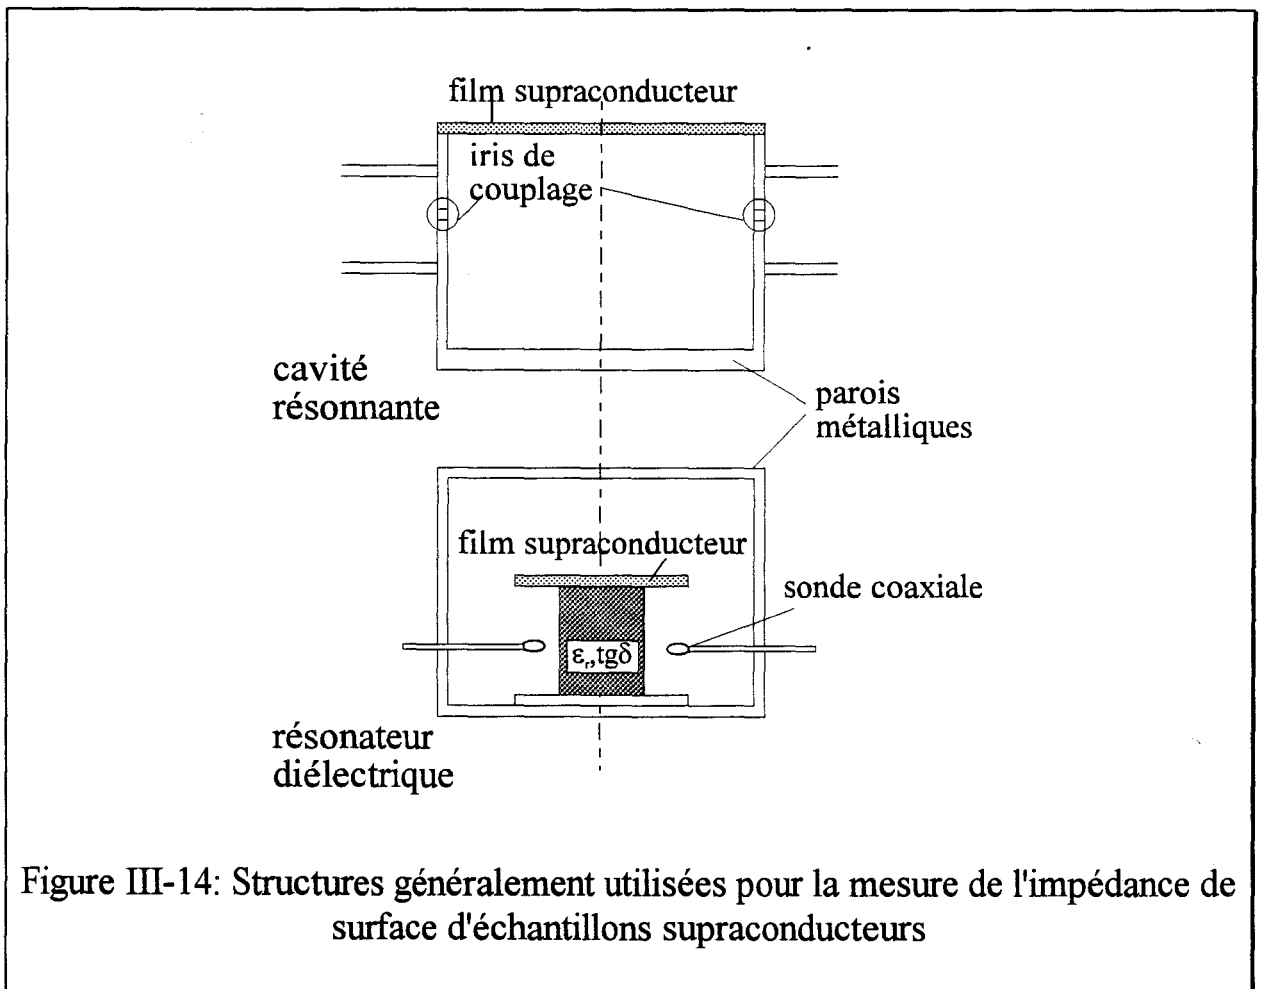 film supraconducteur
iris de
couplage
cavité
résonnante
parois
métalliques
film supraconducteur
sonde coaxiale
εr,tgδ
résonateur
diélectrique
Figure III-14: Structures généralement utilisées pour la mesure de l'impédance de
surface d'échantillons supraconducteurs